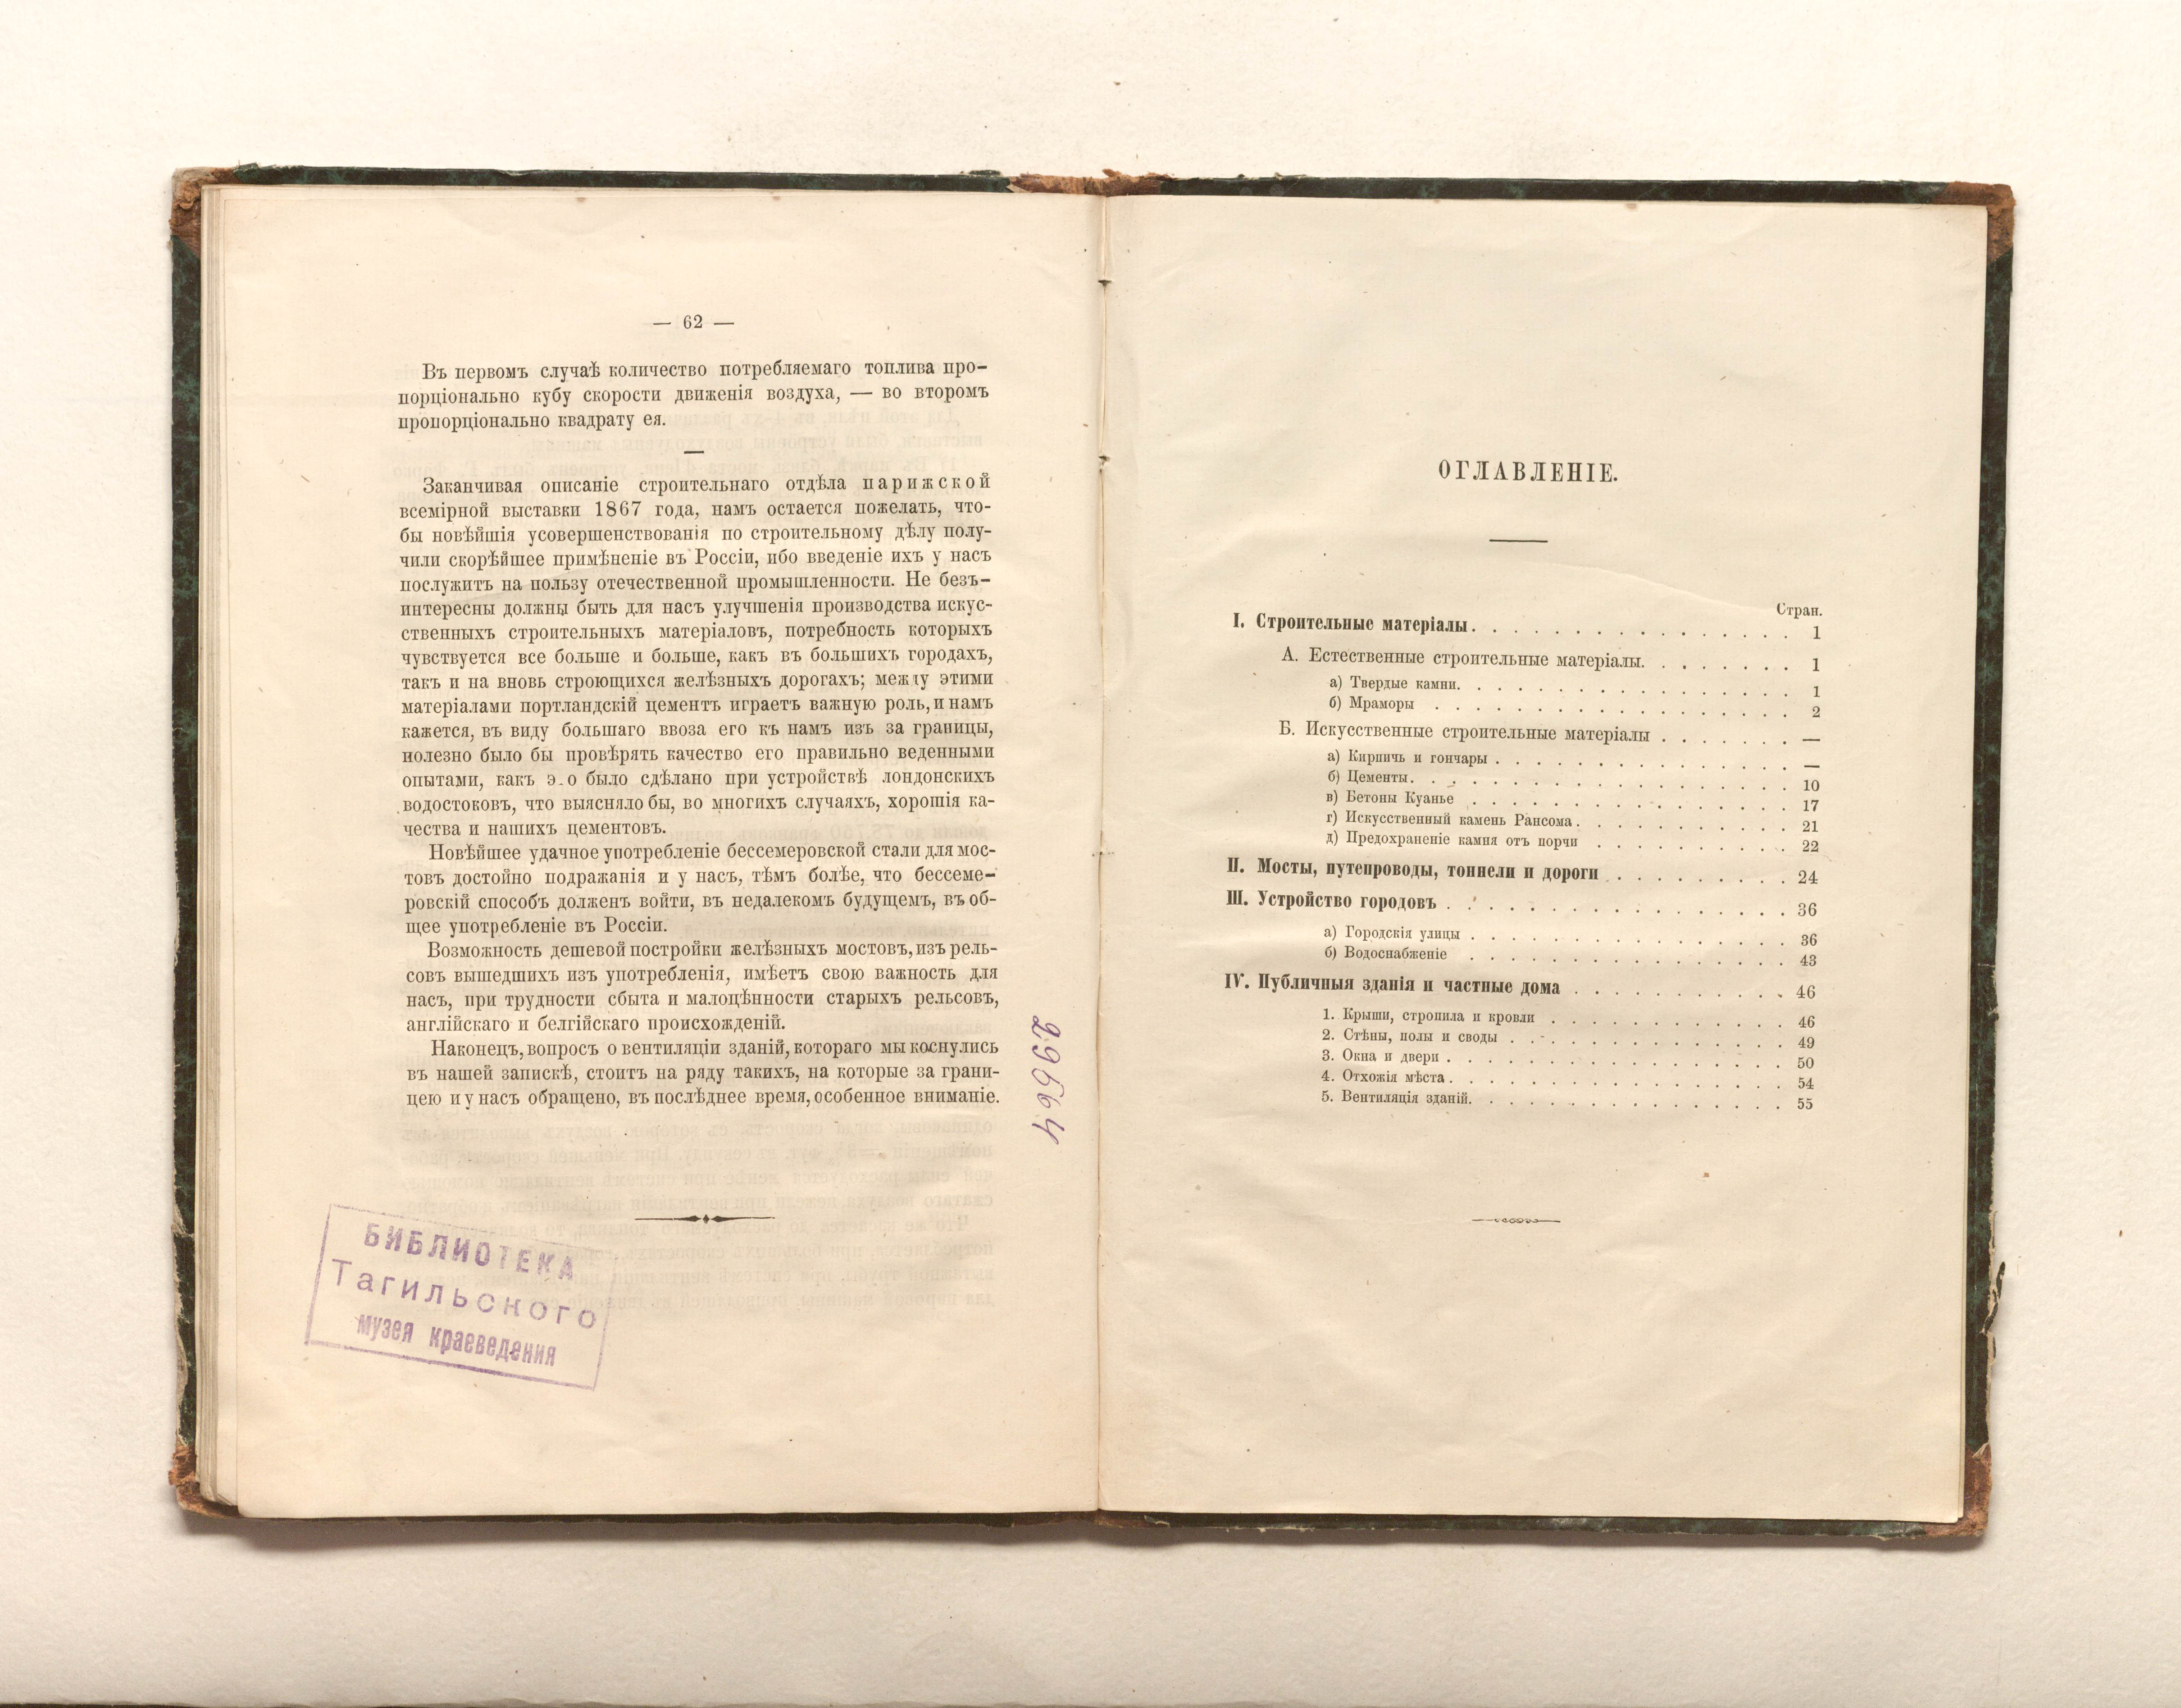 — 62 —
Въ первомъ случаѣ количество потребляемаго топлива про-
порціонально кубу скорости движенія воздуха, — во второмъ
пропорціонально квадрату ея.
Заканчивая описаніе строительнаго отдѣла парижской
всемірной выставки 1867 года, намъ остается пожелать, что-
бы новѣйшія усовершенствованія по строительному дѣлу полу-
чили скорѣйшее примѣненіе въ Россіи, ибо введеніе ихъ у насъ
послужитъ на пользу отечественной промышленности. Не безъ-
интересны должны быть для насъ улучшенія производства искус-
ственныхъ строительныхъ матеріаловъ, потребность которыхъ
чувствуется все больше и больше, какъ въ большихъ городахъ,
такъ и на вновь строющихся желѣзныхъ дорогахъ; между этими
матеріалами портландскій цементъ играетъ важную роль, и намъ
кажется, въ виду большаго ввоза его къ намъ изъ за границы,
полезно было бы провѣрять качество его правильно веденными
опытами, какъ э о было сдѣлано при устройствѣ лондонскихъ
водостоковъ, что выясняло бы, во многихъ случаяхъ, хорошія ка-
чества и нашихъ цементовъ.
Новѣйшее удачное употребленіе бессемеровской стали для мос-
товъ достойно подражанія и у насъ, тѣмъ болѣе, что бессеме-
ровскій способъ долженъ войти, въ недалекомъ будущемъ, въ об-
щее употребленіе въ Россіи.
Возможность дешевой постройки желѣзныхъ мостовъ, изъ рель-
совъ вышедшихъ изъ употребленія, имѣетъ свою важность для
насъ, при трудности сбыта и малоцѣнности старыхъ рельсовъ,
англійскаго и белгійскаго происхожденій.
Наконецъ, вопросъ о вентиляціи зданій, котораго мы коснулись
въ нашей запискѣ, стоитъ на ряду такихъ, на которые за грани-
цею и у насъ обращено, въ послѣднее время, особенное вниманіе.
29664
БИБЛИОТЕКА
Тагильского
музея краеведения
ОГЛАВЛЕНІЕ.
Стран.
I. Строительные матеріалы. . . . . . . . . . . . . . . . 1
А. Естественные строительные матеріалы. . . . . . . . 1
а) Твердые камни. . . . . . . . . . . . . . . . . 1
б) Мраморы . . . . . . . . . . . . . . . . . . 2
Б. Искусственные строительные матеріалы . . . . . . . —
а) Кирпичъ и гончары . . . . . . . . . . . . . . . —
б) Цементы. . . . . . . . . . . . . . . . . . . 10
в) Бетоны Куанье . . . . . . . . . . . . . . . . 17
г) Искусственный камень Рансома. . . . . . . . . . . 21
д) Предохраненіе камня отъ порчи . . . . . . . . . . 22
II. Мосты, путепроводы, тоннели и дороги . . . . . . . . . 24
III. Устройство городовъ . . . . . . . . . . . . . . . . . 36
а) Городскія улицы . . . . . . . . . . . . . . . . 36
б) Водоснабженіе . . . . . . . . . . . . . . . . 43
IV. Публичныя зданія и частные дома . . . . . . . . . . . 46
1. Крыши, стропила и кровли . . . . . . . . . . . . 46
2. Стѣны, полы и своды . . . . . . . . . . . . . . 49
3. Окна и двери . . . . . . . . . . . . . . . . . 50
4. Отхожія мѣста. . . . . . . . . . . . . . . . . 54
5. Вентиляція зданій. . . . . . . . . . . . . . . . 55